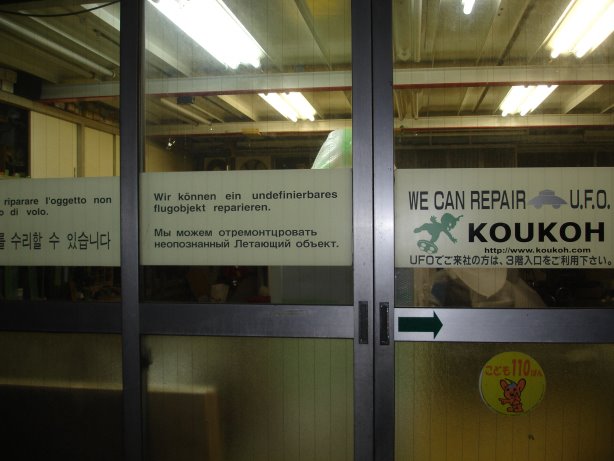 riparare l'oggetto non
o di volo.
를 수리할 수 있습니다
Wir können ein undefinierbares
flugobjekt reparieren.
Мы можем отремонтцровать
неопознанный Летающий объект.
WE CAN REPAIR U.F.O.
KOUKOH
http://www.koukoh.com
UFOでご来社の方は、3階入口をご利用下さい。
こども110ばん